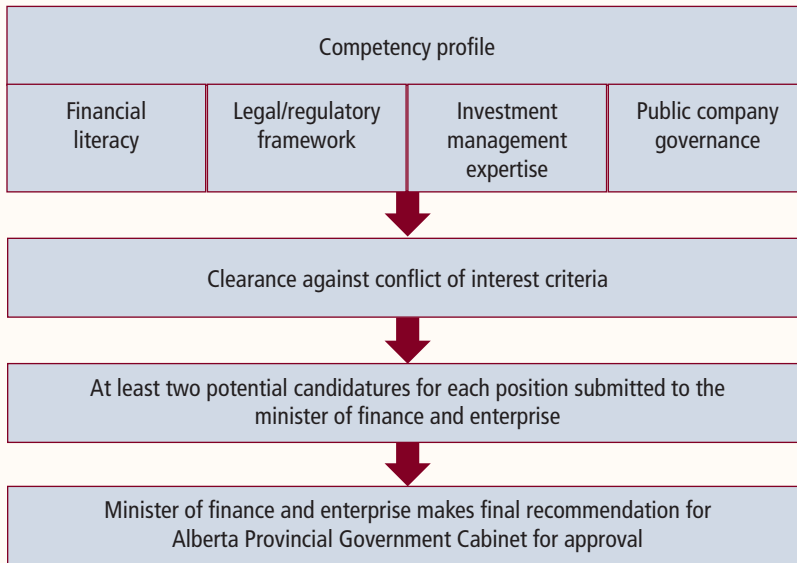 Competency profile
Financial
literacy
Legal/regulatory
framework
Investment
management
expertise
Public company
governance
Clearance against conflict of interest criteria
At least two potential candidatures for each position submitted to the
minister of finance and enterprise
Minister of finance and enterprise makes final recommendation for
Alberta Provincial Government Cabinet for approval